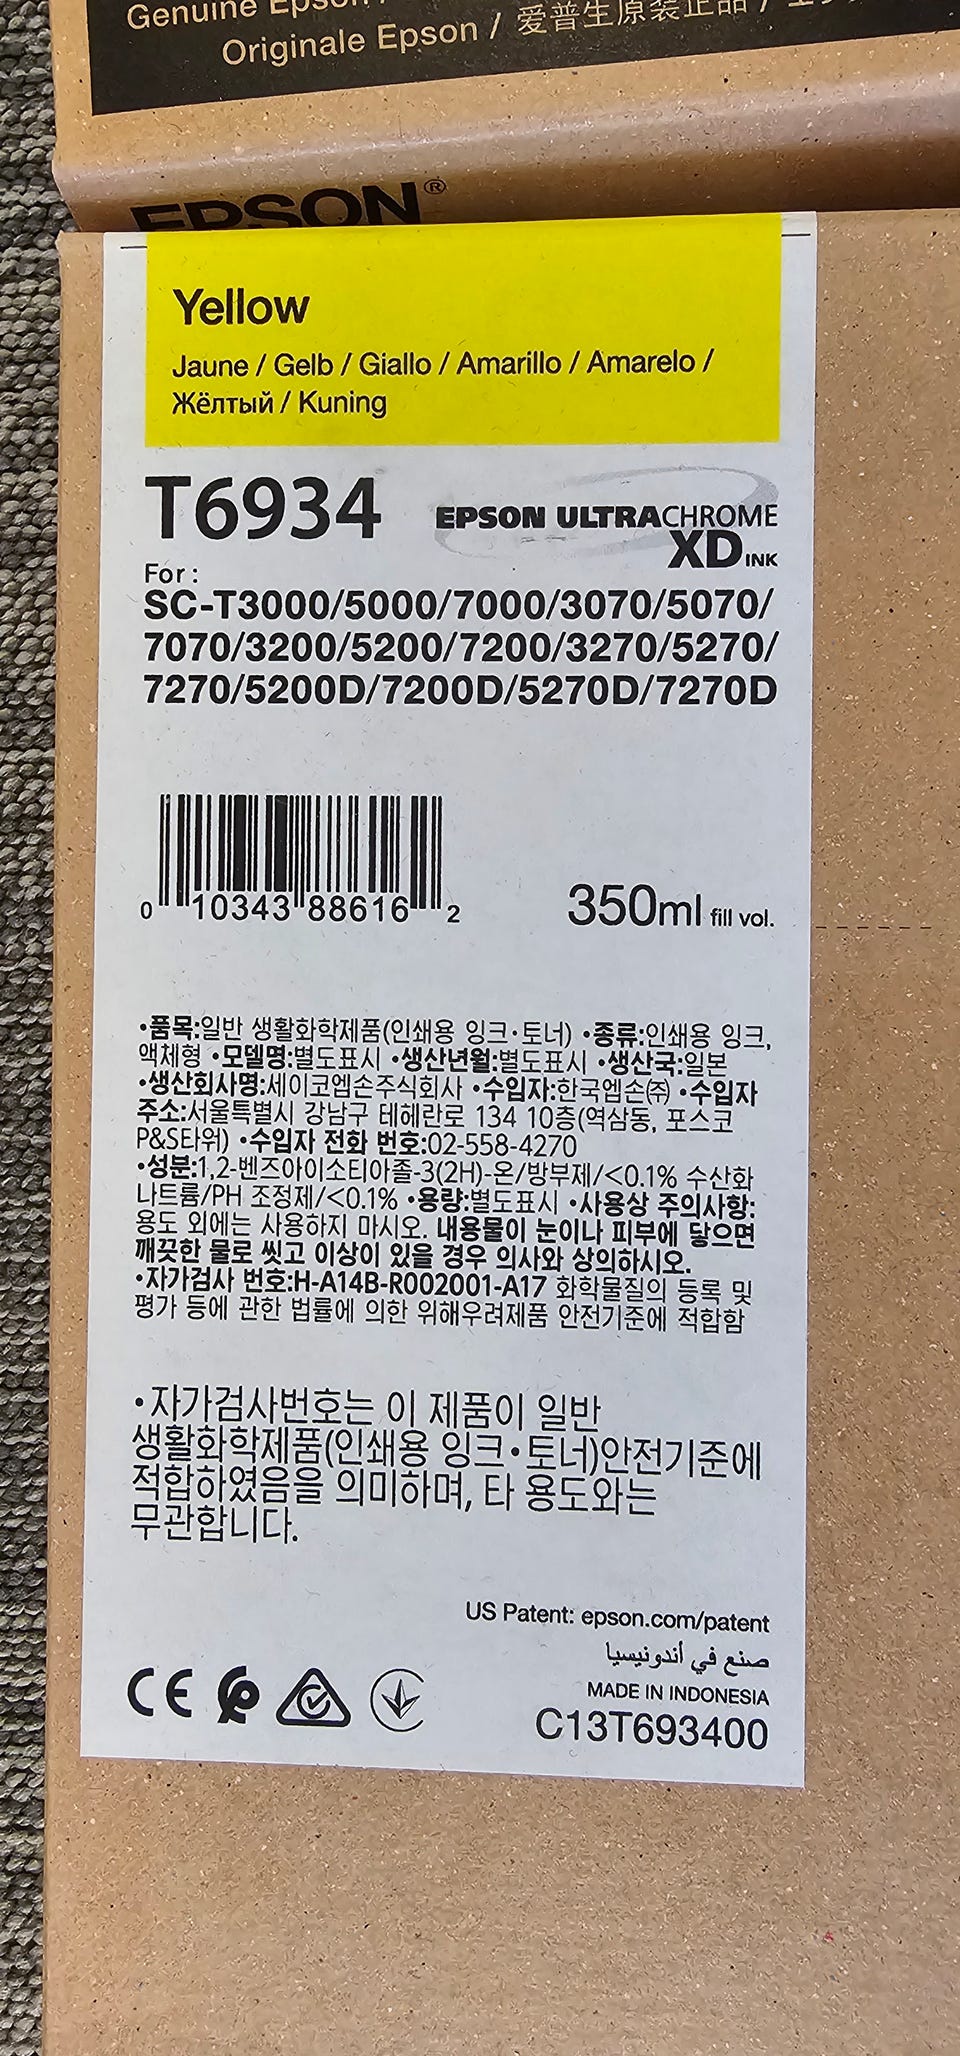 Genuine Epson /
Originale Epson / 爱普生原装正品 /
EPSON®
Yellow
Jaune / Gelb / Giallo / Amarillo / Amarelo /
Жёлтый / Kuning
T6934
EPSON ULTRACHROME
XD INK
For :
SC-T3000/5000/7000/3070/5070/
7070/3200/5200/7200/3270/5270/
7270/5200D/7200D/5270D/7270D
0 10343 88616 2
350ml fill vol.
•품목:일반 생활화학제품(인쇄용 잉크·토너) •종류:인쇄용 잉크,
액체형 •모델명:별도표시 •생산년월:별도표시 •생산국:일본
•생산회사명:세이코엡손주식회사 •수입자:한국엡손㈜ •수입자
주소:서울특별시 강남구 테헤란로 134 10층(역삼동, 포스코
P&S타워) •수입자 전화 번호:02-558-4270
•성분:1,2-벤즈아이소티아졸-3(2H)-온/방부제/<0.1% 수산화
나트륨/PH 조정제/<0.1% •용량:별도표시 •사용상 주의사항:
용도 외에는 사용하지 마시오. 내용물이 눈이나 피부에 닿으면
깨끗한 물로 씻고 이상이 있을 경우 의사와 상의하시오.
•자가검사 번호:H-A14B-R002001-A17 화학물질의 등록 및
평가 등에 관한 법률에 의한 위해우려제품 안전기준에 적합함
•자가검사번호는 이 제품이 일반
생활화학제품(인쇄용 잉크·토너)안전기준에
적합하였음을 의미하며, 타 용도와는
무관합니다.
US Patent: epson.com/patent
صنع في أندونيسيا
MADE IN INDONESIA
CE
C13T693400